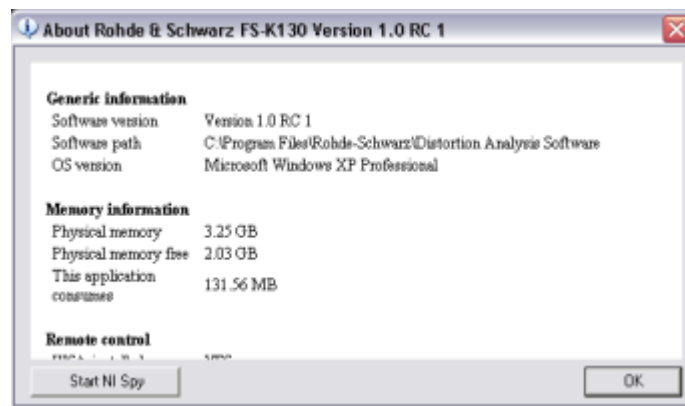 About Rohde & Schwarz FS-K130 Version 1.0 RC 1
Generic information
Software version Version 1.0 RC 1
Software path C:\Program Files\Rohde-Schwarz\Distortion Analysis Software
OS version Microsoft Windows XP Professional
Memory information
Physical memory 3.25 GB
Physical memory free 2.03 GB
This application
consumes 131.56 MB
Remote control
Start NI Spy OK